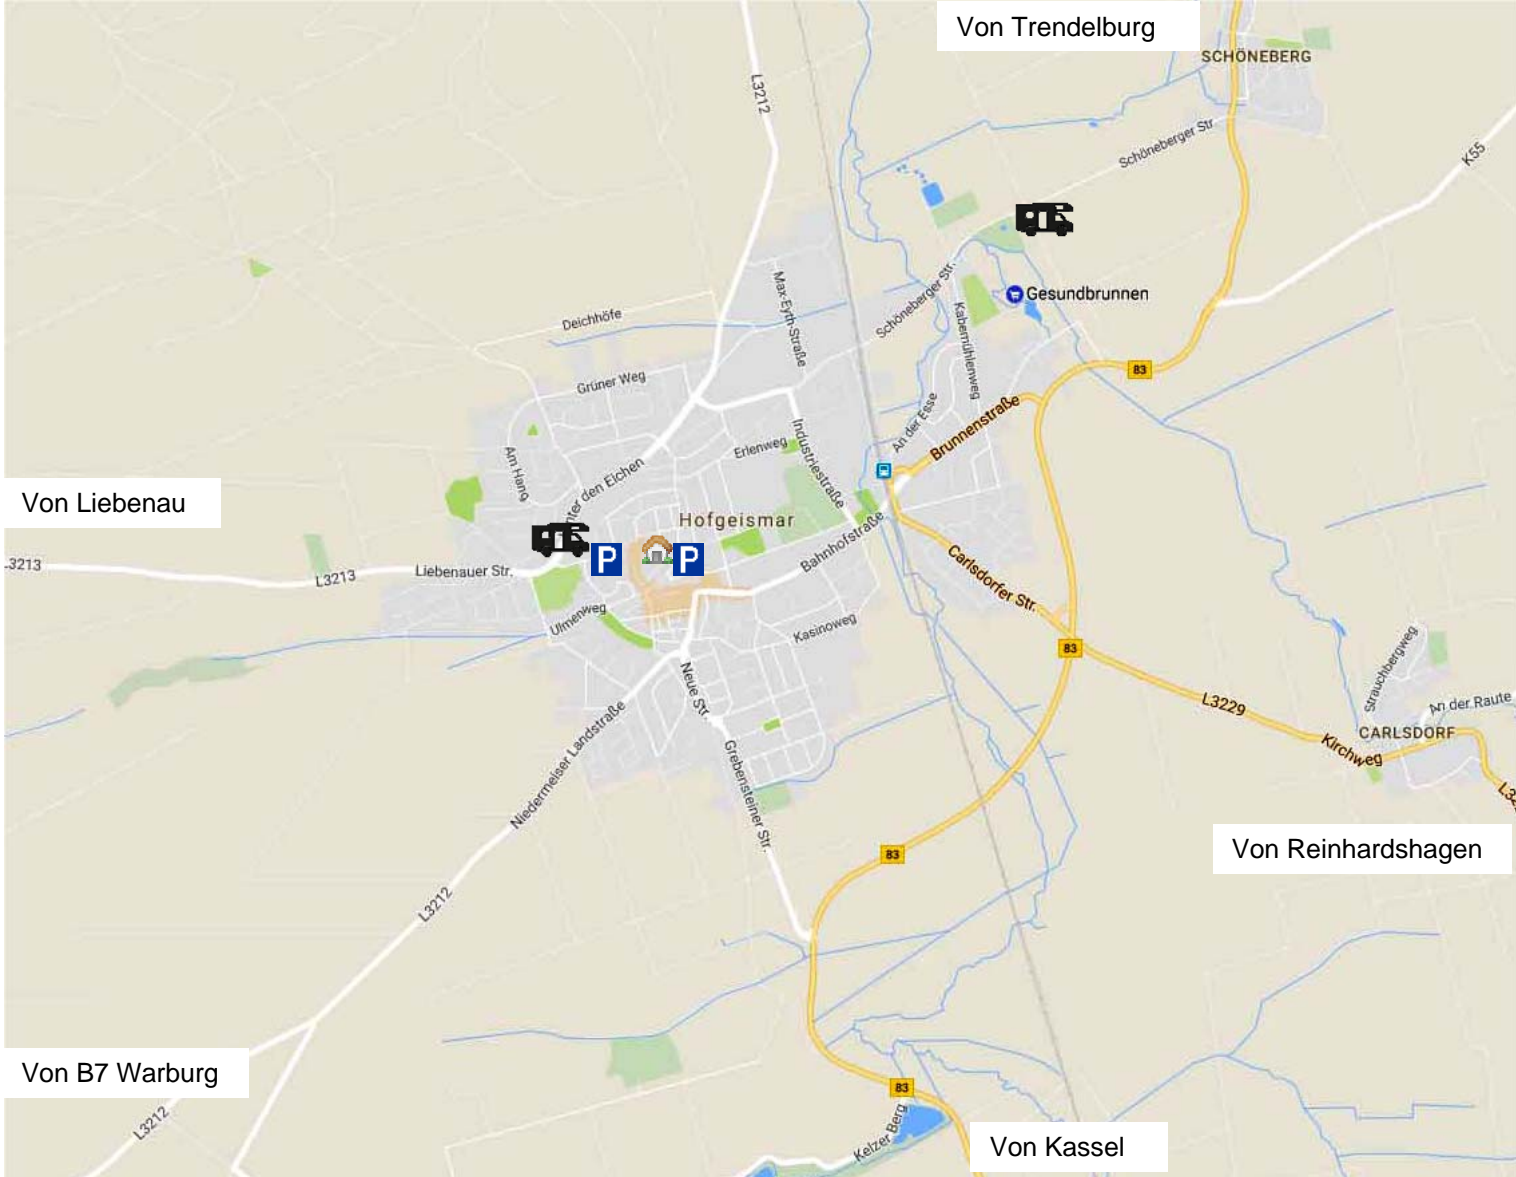 Von Trendelburg
SCHÖNEBERG
L3212
Schöneberger Str
K55
Gesundbrunnen
Max-Eyth-Straße
Schöneberger Str.
Kabemühlenweg
Deichhöfe
Grüner Weg
83
An der Esse
Brunnenstraße
Erlenweg
Industriestraße
Am Hang
nter den Eichen
Von Liebenau
Hofgeismar
P
P
Bahnhofstraße
L3213
Liebenauer Str.
3213
Carlsdorfer Str.
Ulmenweg
Kasinoweg
83
Strauchbergweg
Neue Str.
L3229
An der Raute
CARLSDORF
Kirchweg
Niedermeiser Landstraße
Grebensteiner Str.
Von Reinhardshagen
83
L3212
Von B7 Warburg
83
L3212
Kelzer Berg
Von Kassel